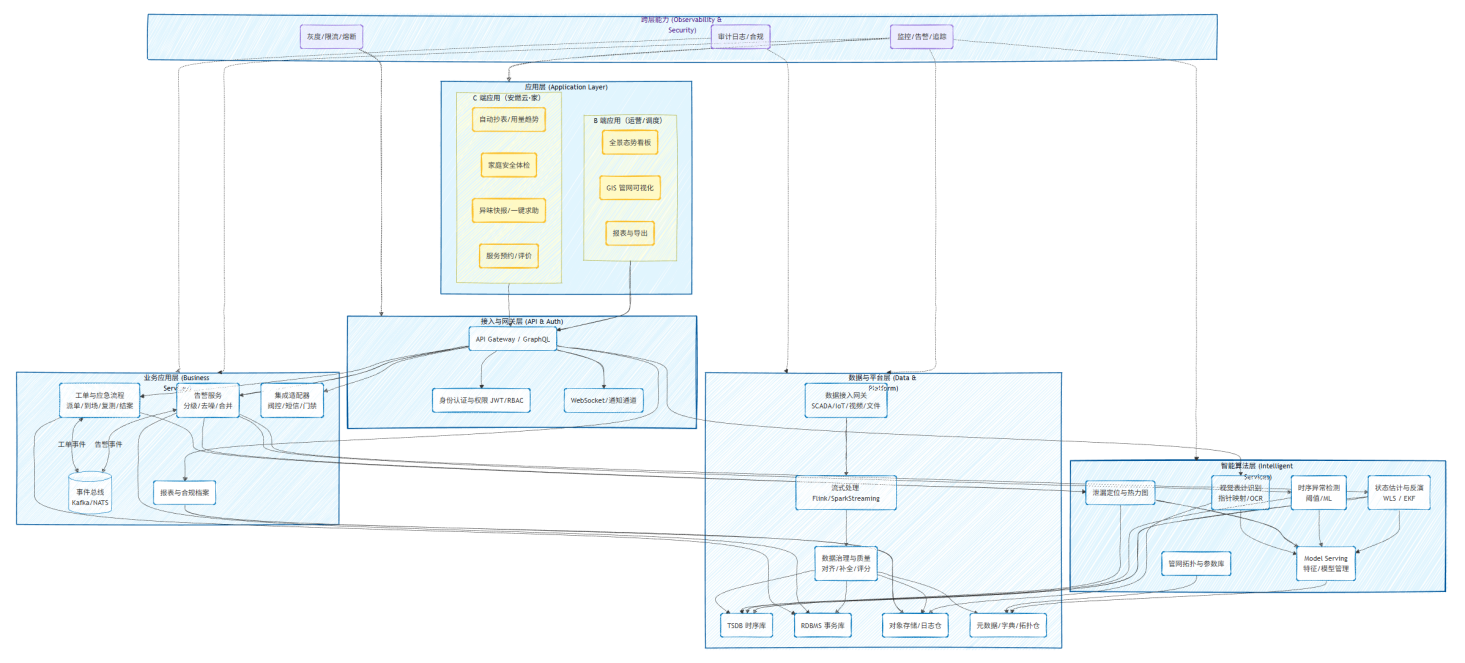 跨层能力 (Observability &
Security)
灰度/限流/熔断
审计日志/合规
监控/告警/追踪
应用层 (Application Layer)
C 端应用（安燃云·家）
自动抄表/用量趋势
家庭安全体检
异味快报/一键求助
服务预约/评价
B 端应用（运营/调度）
全景态势看板
GIS 管网可视化
报表与导出
接入与网关层 (API & Auth)
API Gateway / GraphQL
身份认证与权限 JWT/RBAC
WebSocket/通知通道
业务应用层 (Business
工单与应急流程
派单/到场/复测/结案
告警服务
分级/去噪/合并
集成适配器
阀控/短信/门禁
工单事件
告警事件
事件总线
Kafka/NATS
报表与合规档案
数据与平台层 (Data &
Platform)
数据接入网关
SCADA/IoT/视频/文件
流式处理
Flink/SparkStreaming
数据治理与质量
对齐/补全/评分
TSDB 时序库
RDBMS 事务库
对象存储/日志仓
元数据/字典/拓扑仓
智能算法层 (Intelligent
Services)
泄漏定位与热力图
视觉表计识别
指针映射/OCR
时序异常检测
阈值/ML
状态估计与反演
WLS / EKF
管网拓扑与参数库
Model Serving
特征/模型管理